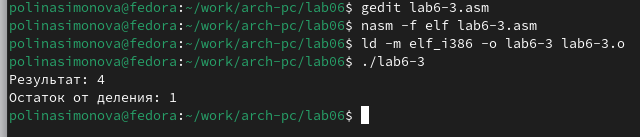 polinasimonova@fedora:~/work/arch-pc/lab06$ gedit lab6-3.asm
polinasimonova@fedora:~/work/arch-pc/lab06$ nasm -f elf lab6-3.asm
polinasimonova@fedora:~/work/arch-pc/lab06$ ld -m elf_i386 -o lab6-3 lab6-3.o
polinasimonova@fedora:~/work/arch-pc/lab06$ ./lab6-3
Результат: 4
Остаток от деления: 1
polinasimonova@fedora:~/work/arch-pc/lab06$